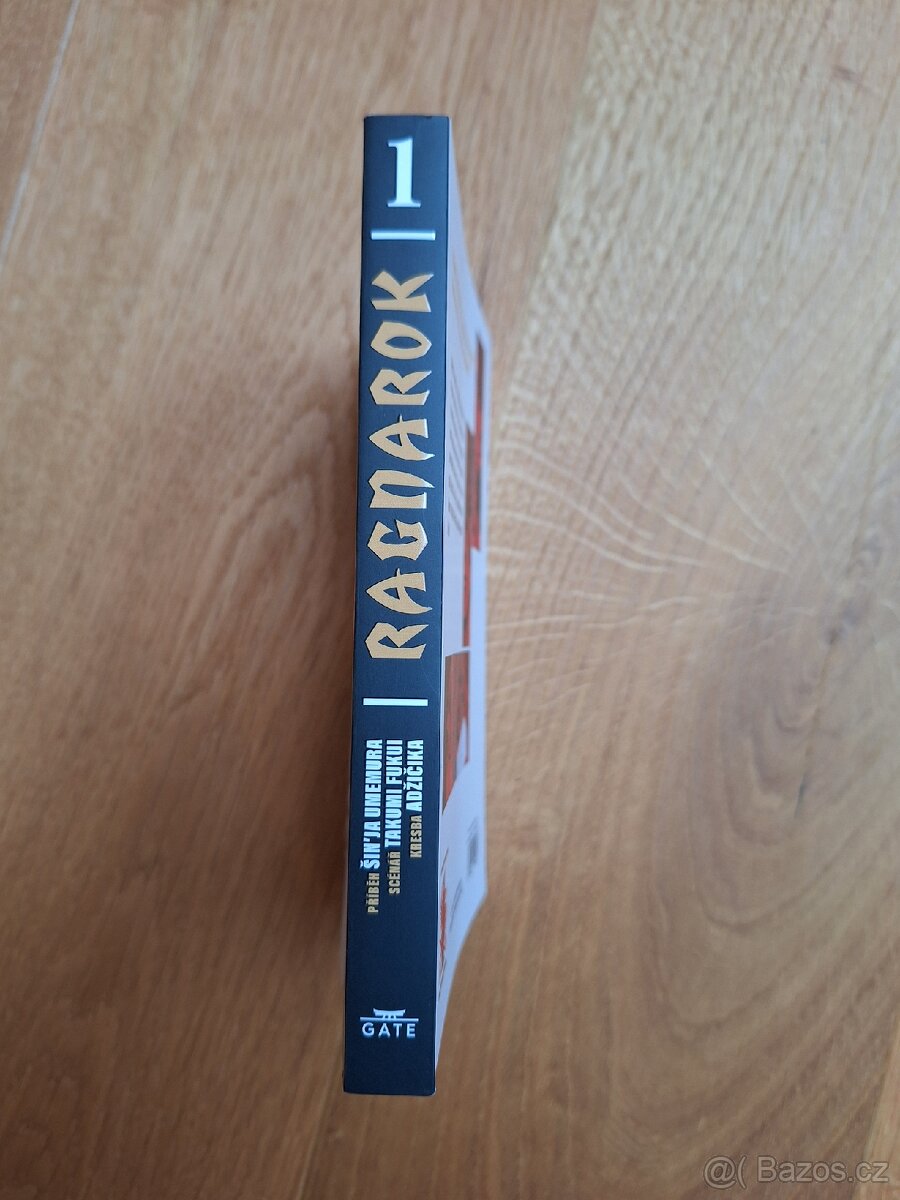 1
RAGNAROK
PŘÍBĚH ŠIN'JA UMEMURA
SCÉNÁŘ TAKUMI FUKUI
KRESBA ADŽIČIKA
GATE
@( Bazos.cz